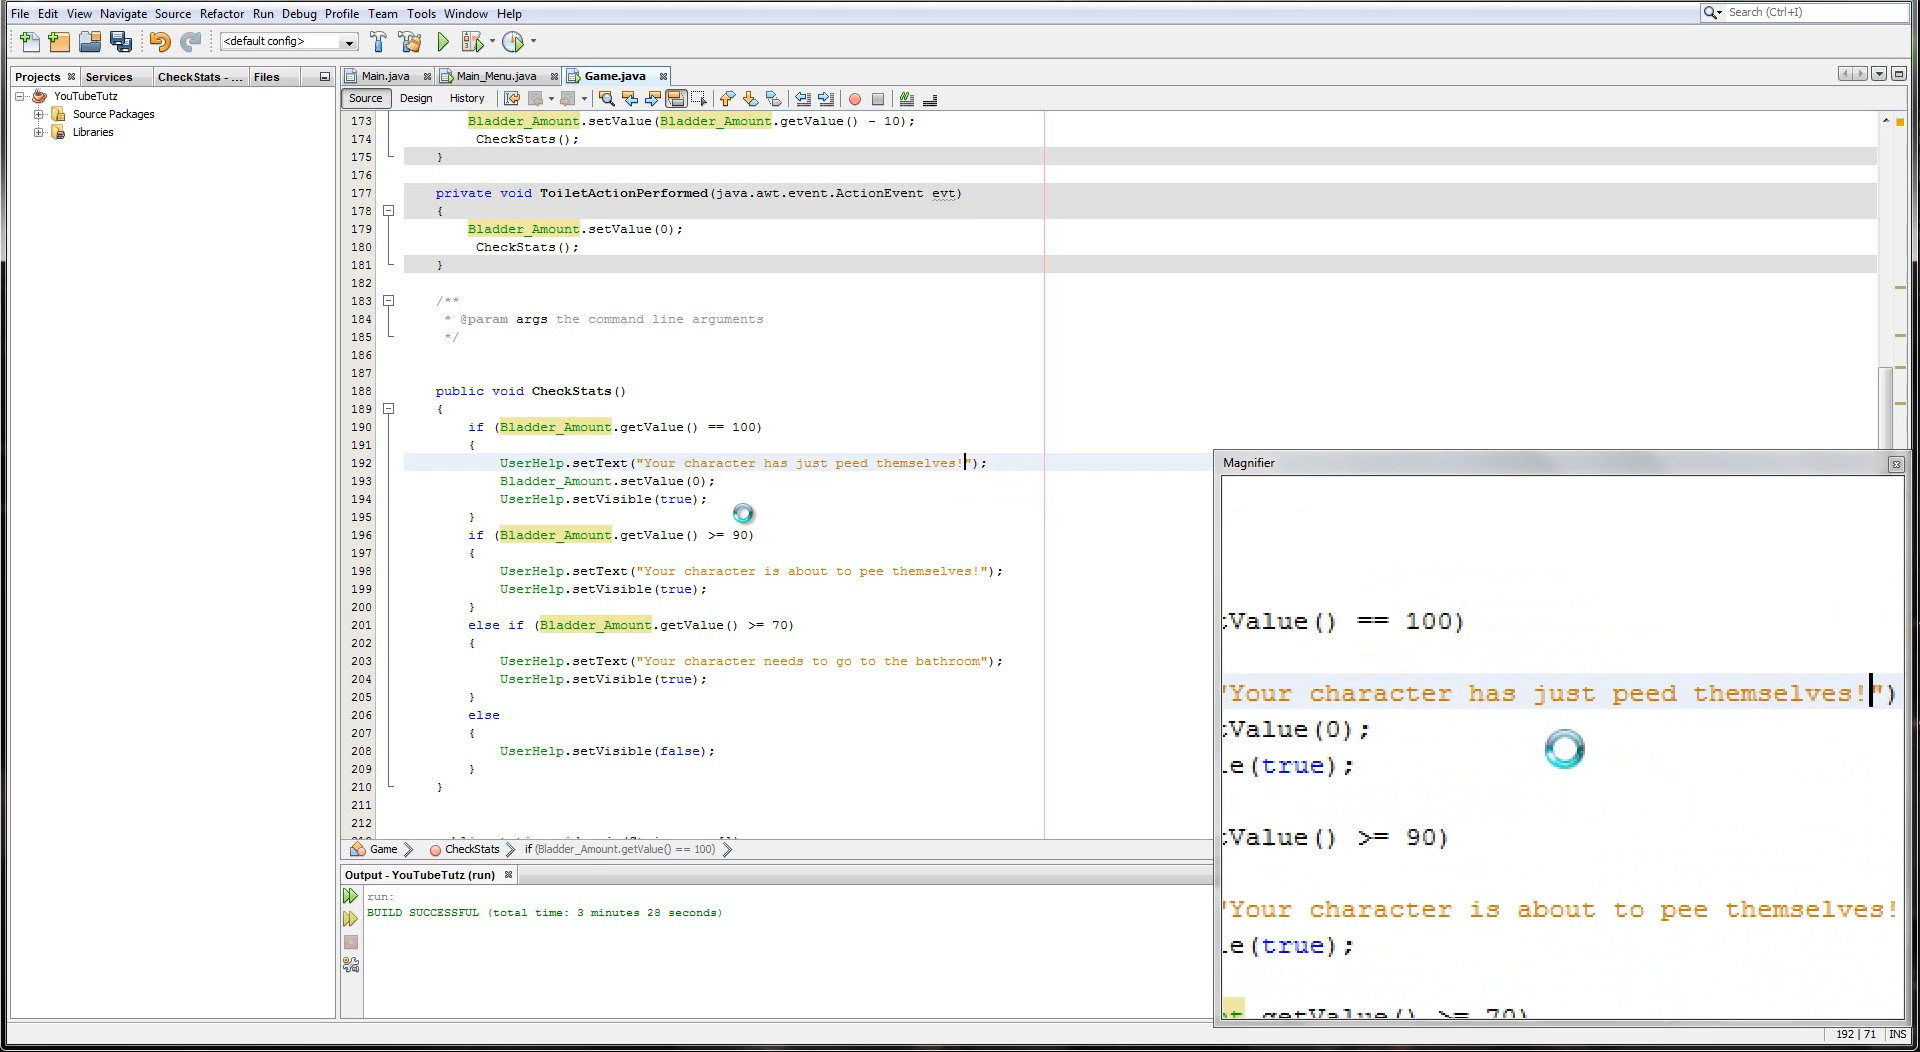 File Edit View Navigate Source Refactor Run Debug Profile Team Tools Window Help
Search (Ctrl+I)
<default config>
Projects Services CheckStats - ... Files
Main.java Main_Menu.java Game.java
YouTubeTutz
Source Packages
Libraries
Source Design History
173 Bladder_Amount.setValue(Bladder_Amount.getValue() - 10);
174 CheckStats();
175 }
176
177 private void ToiletActionPerformed(java.awt.event.ActionEvent evt)
178 {
179 Bladder_Amount.setValue(0);
180 CheckStats();
181 }
182
183 /**
184 * @param args the command line arguments
185 */
186
187
188 public void CheckStats()
189 {
190 if (Bladder_Amount.getValue() == 100)
191 {
192 UserHelp.setText("Your character has just peed themselves!");
193 Bladder_Amount.setValue(0);
194 UserHelp.setVisible(true);
195 }
196 if (Bladder_Amount.getValue() >= 90)
197 {
198 UserHelp.setText("Your character is about to pee themselves!");
199 UserHelp.setVisible(true);
200 }
201 else if (Bladder_Amount.getValue() >= 70)
202 {
203 UserHelp.setText("Your character needs to go to the bathroom");
204 UserHelp.setVisible(true);
205 }
206 else
207 {
208 UserHelp.setVisible(false);
209 }
210 }
211
212
Game CheckStats if (Bladder_Amount.getValue() == 100)
Output - YouTubeTutz (run)
run:
BUILD SUCCESSFUL (total time: 3 minutes 28 seconds)
Magnifier
tValue() == 100)
"Your character has just peed themselves!")
tValue(0);
le(true);
tValue() >= 90)
"Your character is about to pee themselves!
le(true);
nt.getValue() >= 70)
192 | 71 INS